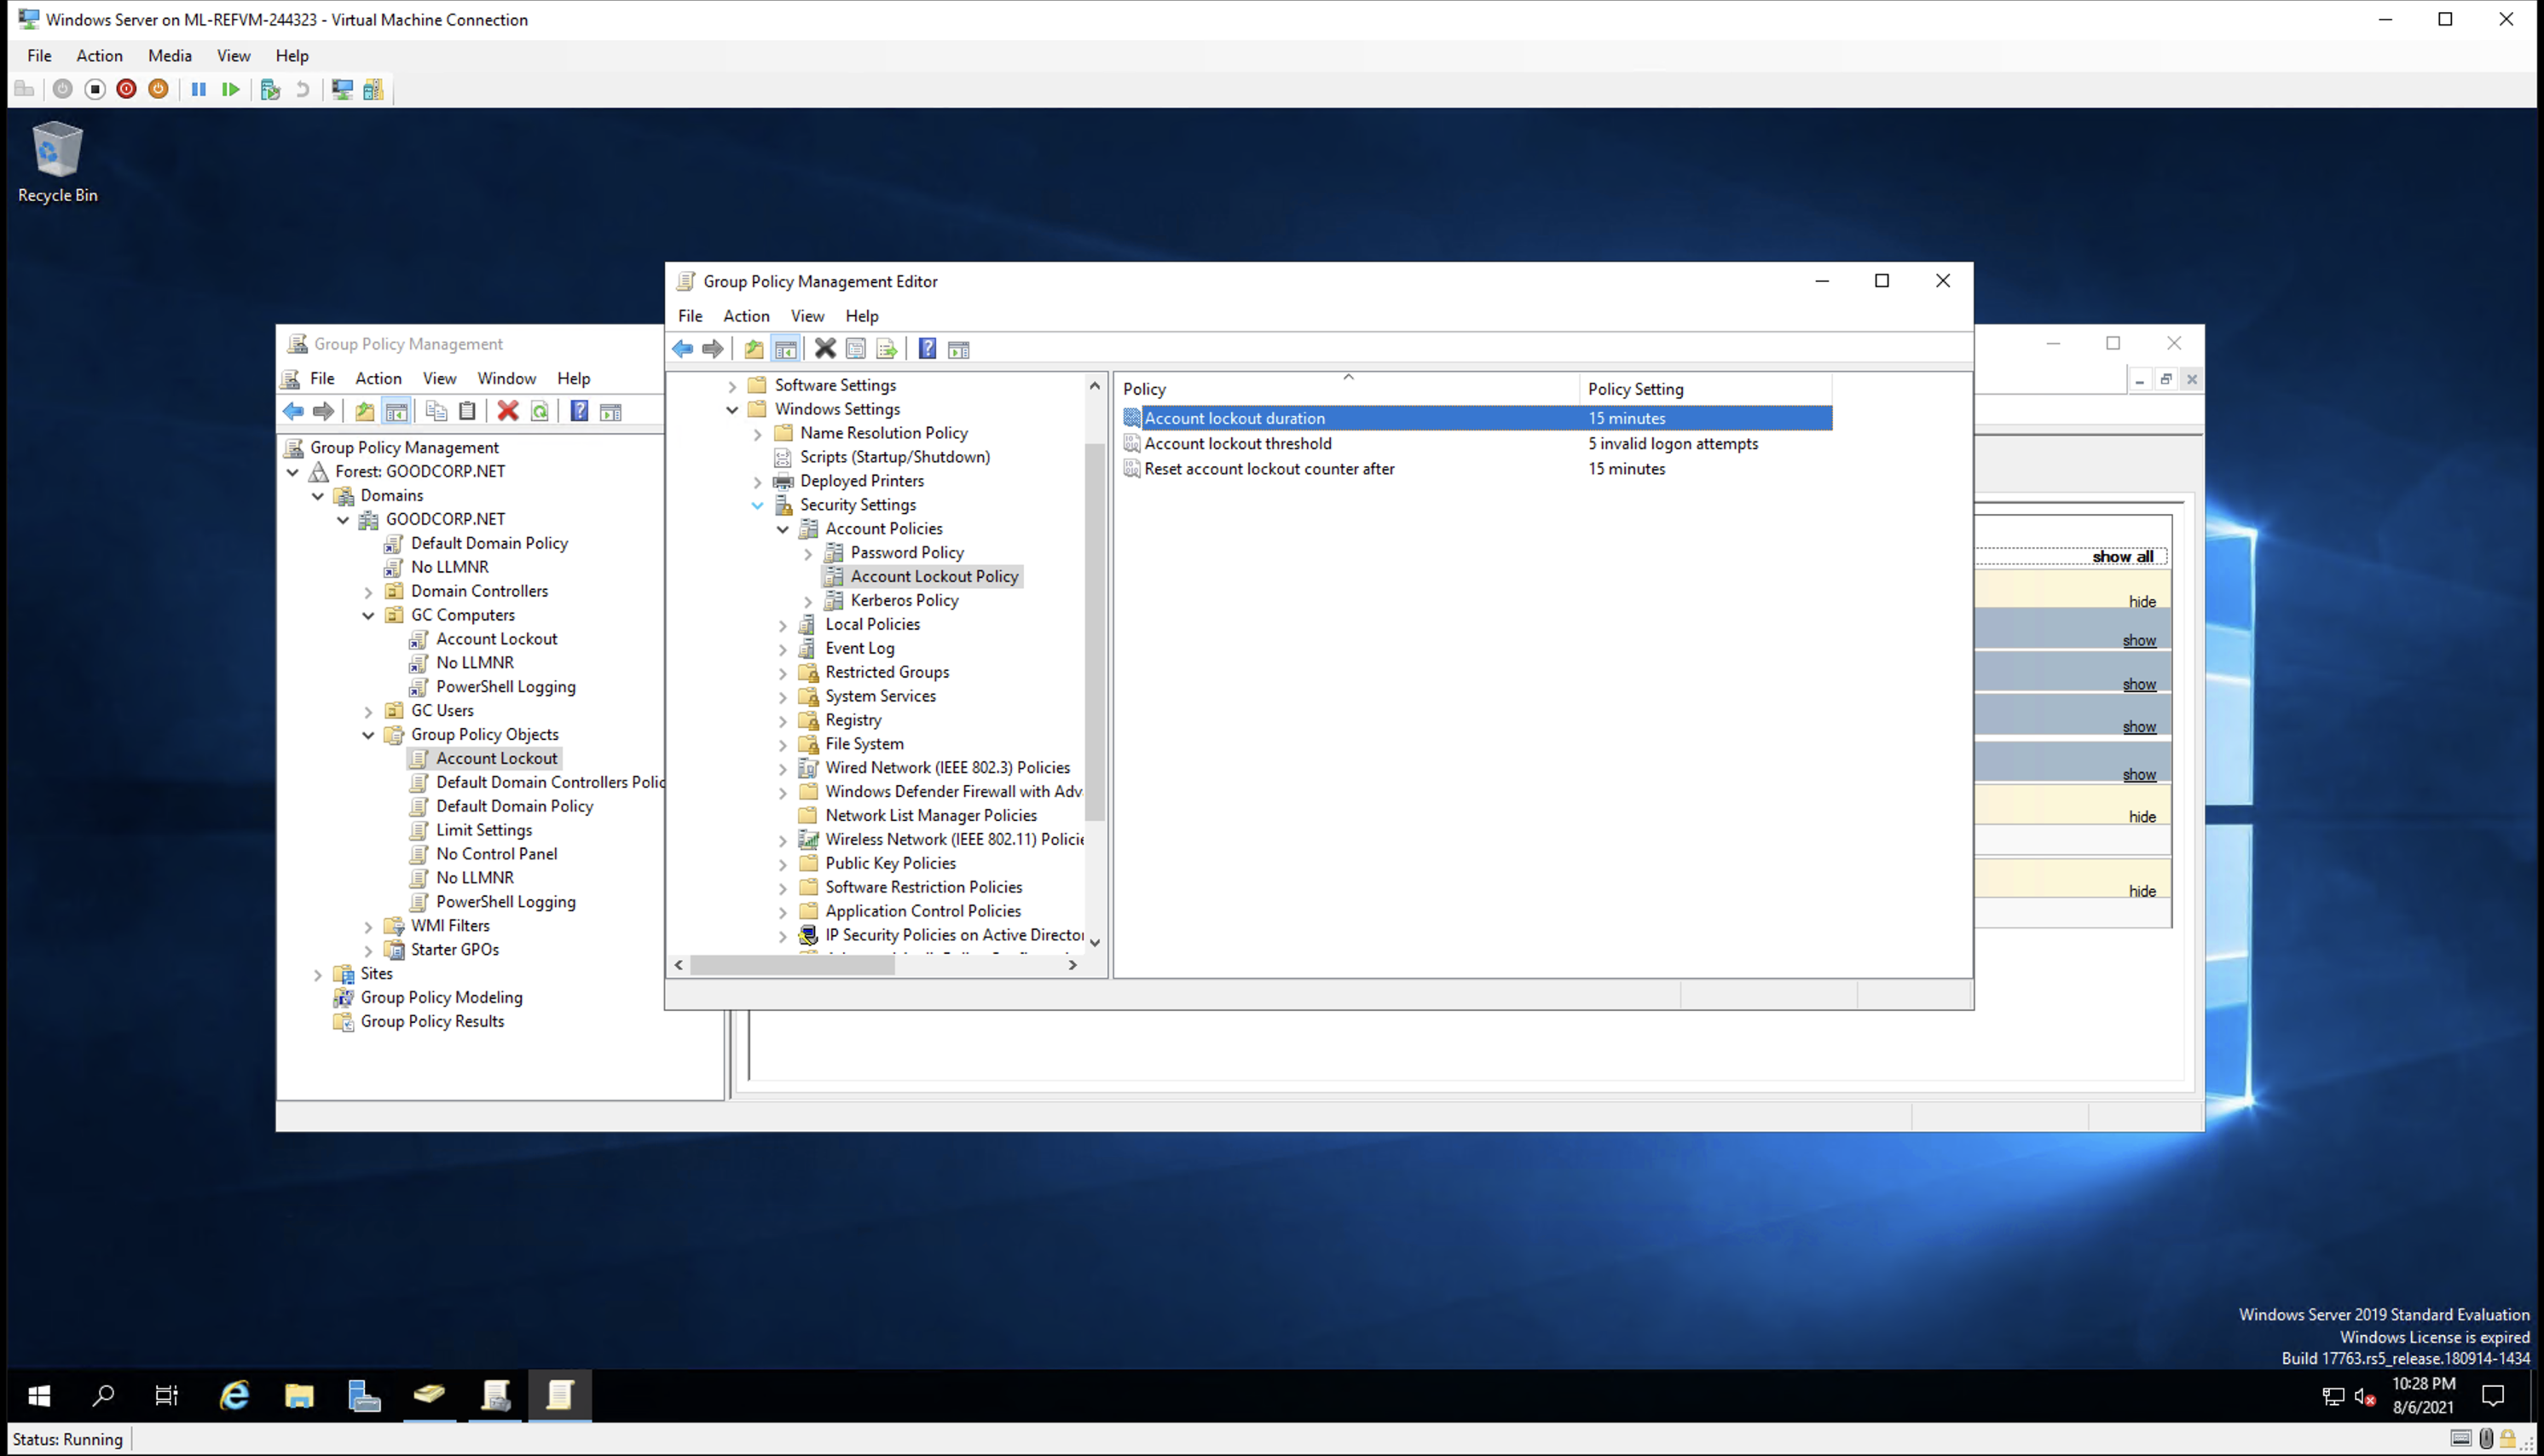 Windows Server on ML-REFVM-244323 - Virtual Machine Connection
File Action Media View Help
Recycle Bin
Group Policy Management Editor
File Action View Help
Group Policy Management
File Action View Window Help
Group Policy Management
Forest: GOODCORP.NET
Domains
GOODCORP.NET
Default Domain Policy
No LLMNR
Domain Controllers
GC Computers
Account Lockout
No LLMNR
PowerShell Logging
GC Users
Group Policy Objects
Account Lockout
Default Domain Controllers Polic
Default Domain Policy
Limit Settings
No Control Panel
No LLMNR
PowerShell Logging
WMI Filters
Starter GPOs
Sites
Group Policy Modeling
Group Policy Results
Software Settings
Windows Settings
Name Resolution Policy
Scripts (Startup/Shutdown)
Deployed Printers
Security Settings
Account Policies
Password Policy
Account Lockout Policy
Kerberos Policy
Local Policies
Event Log
Restricted Groups
System Services
Registry
File System
Wired Network (IEEE 802.3) Policies
Windows Defender Firewall with Adv
Network List Manager Policies
Wireless Network (IEEE 802.11) Policie
Public Key Policies
Software Restriction Policies
Application Control Policies
IP Security Policies on Active Director
Policy Policy Setting
Account lockout duration 15 minutes
Account lockout threshold 5 invalid logon attempts
Reset account lockout counter after 15 minutes
show all
hide
show
show
show
show
hide
hide
Windows Server 2019 Standard Evaluation
Windows License is expired
Build 17763.rs5_release.180914-1434
10:28 PM
8/6/2021
Status: Running